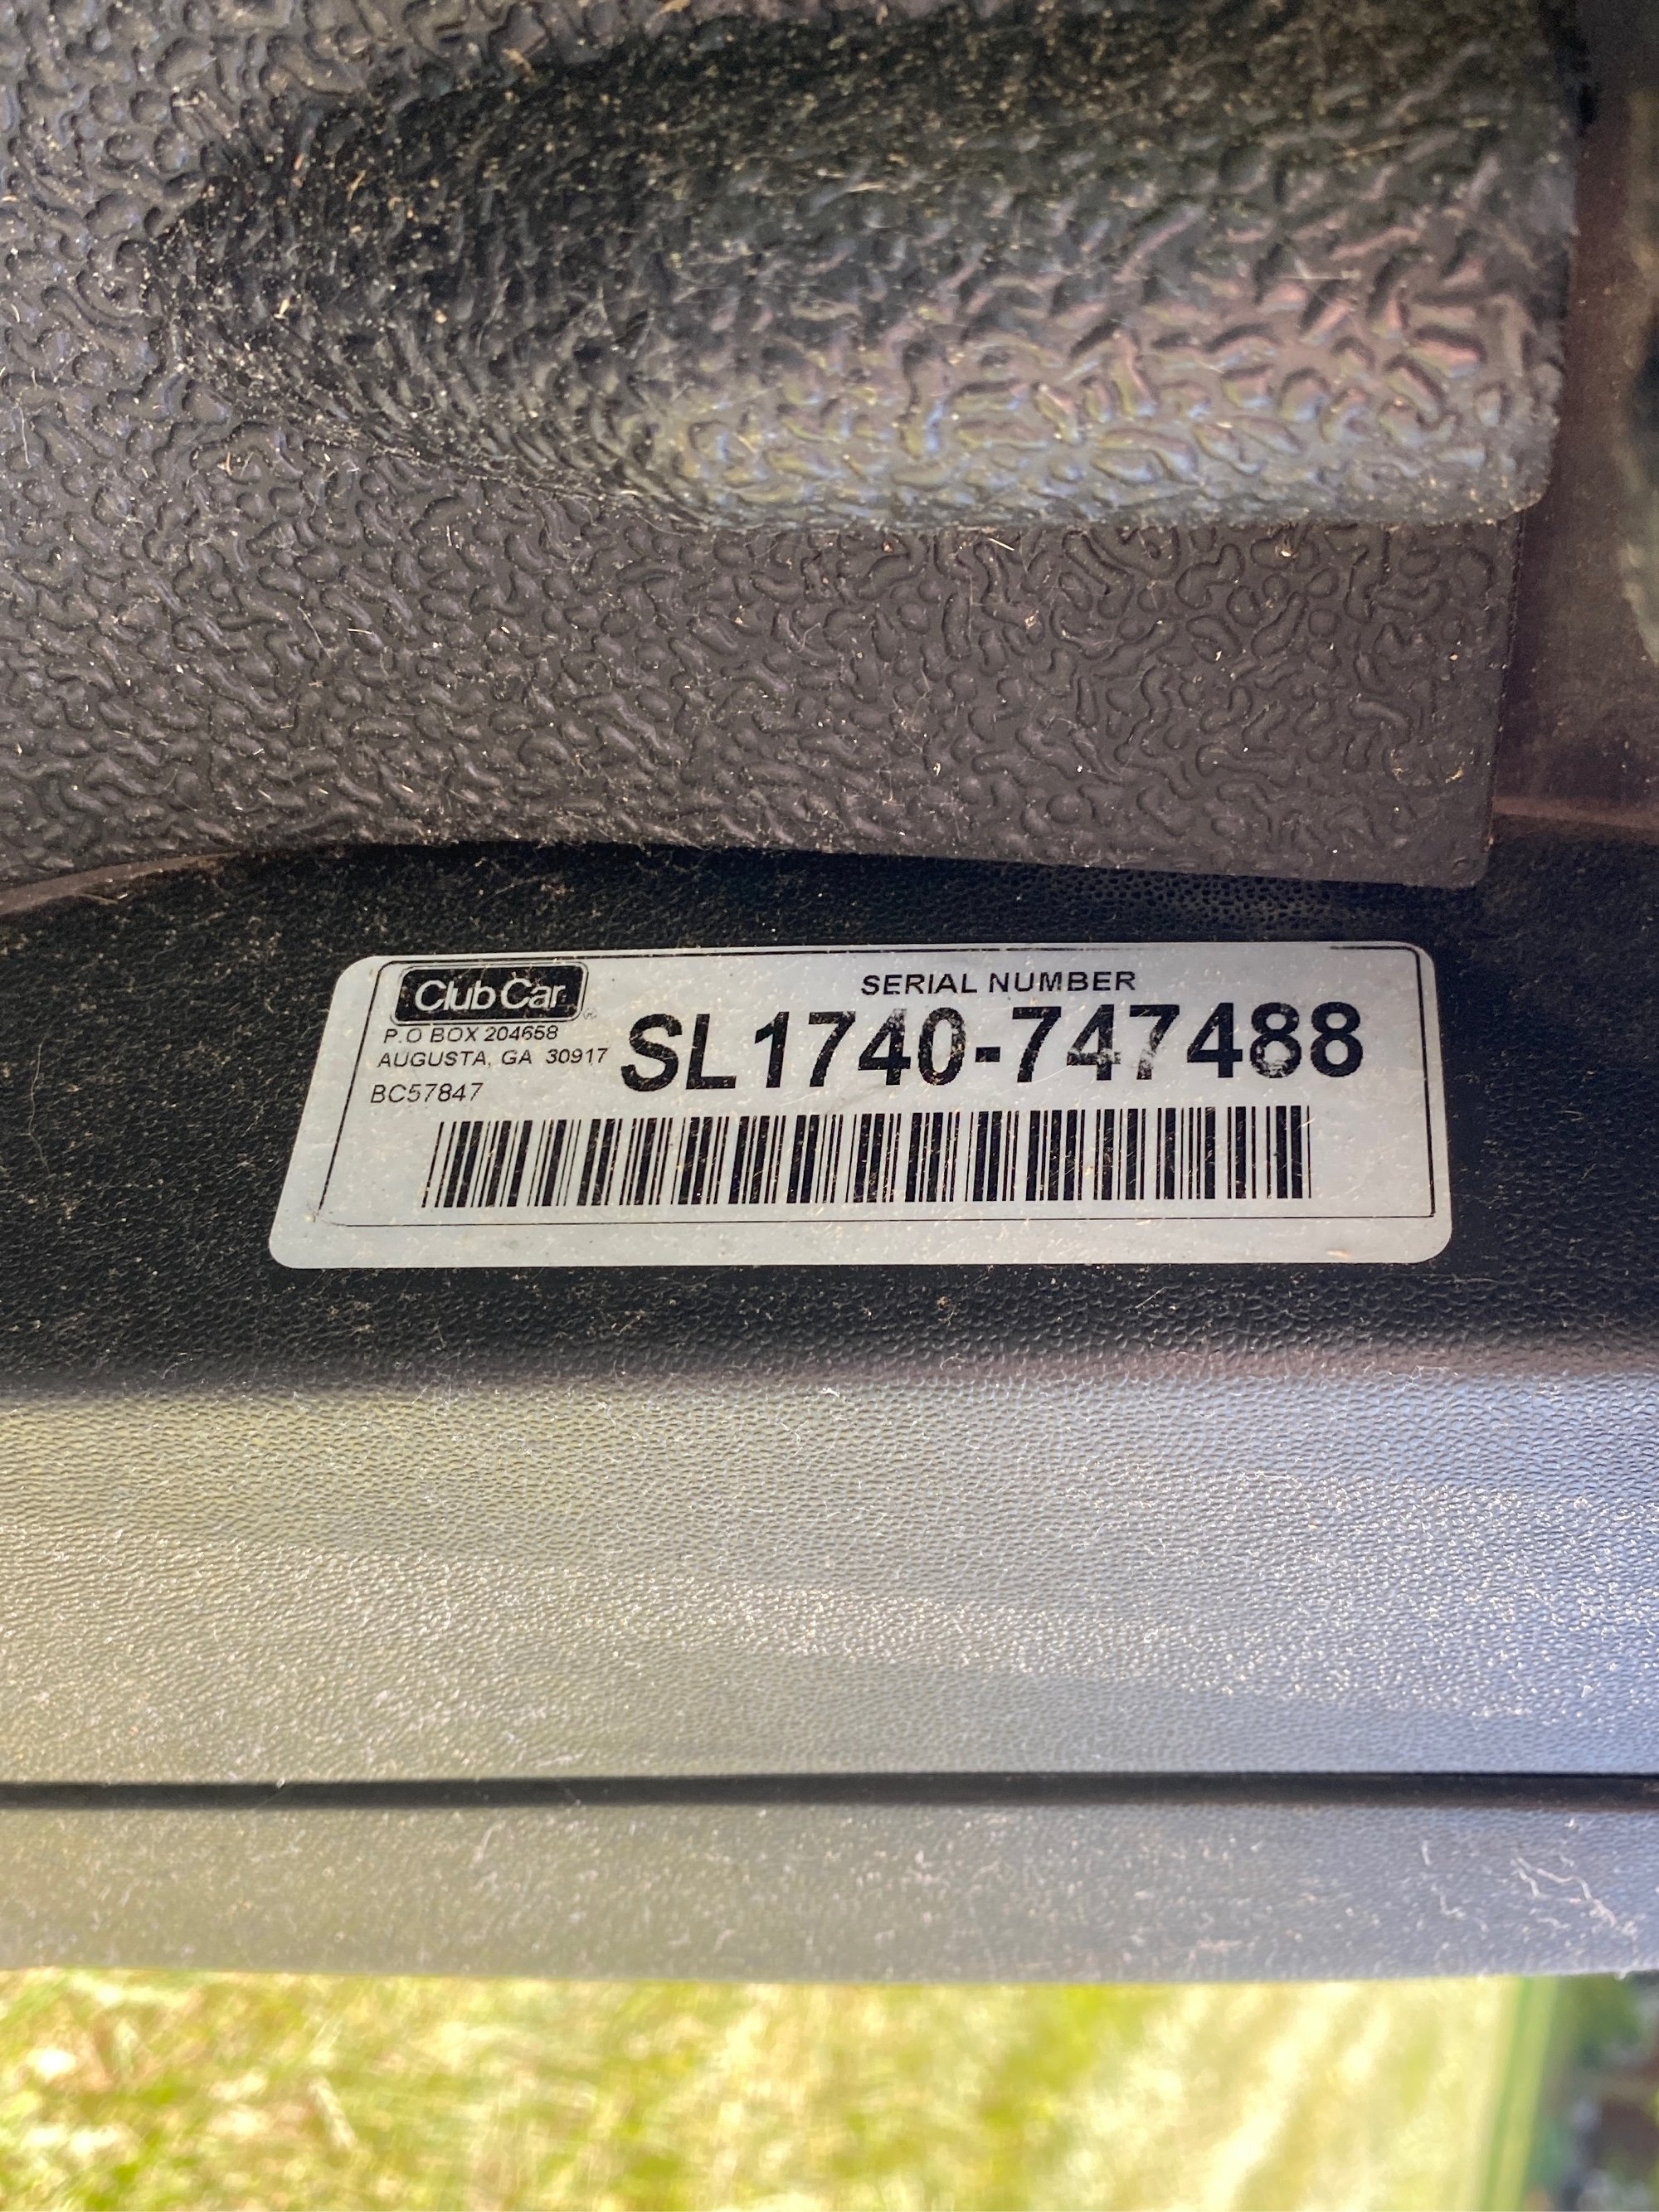 Club Car
P.O BOX 204658
AUGUSTA, GA 30917
BC57847
SERIAL NUMBER
SL1740-747488